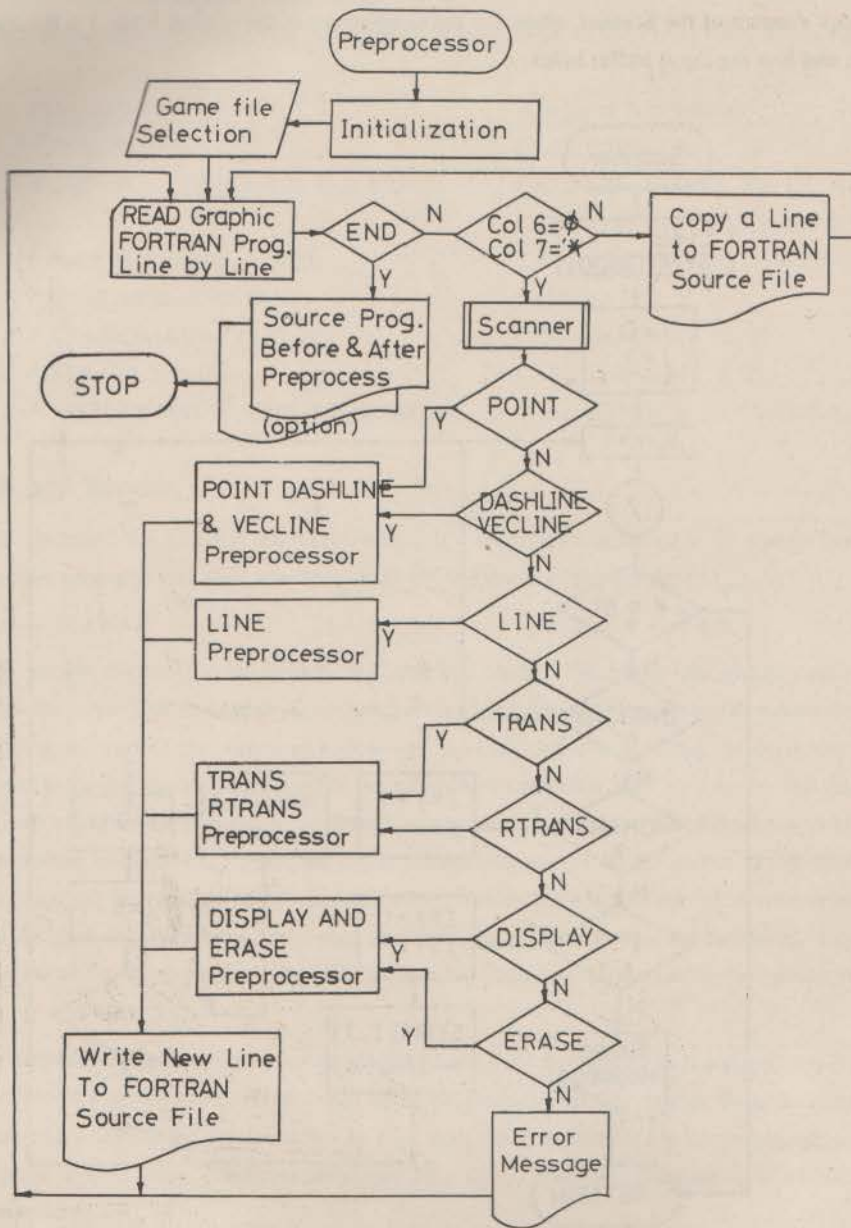 Preprocessor
Initialization
Game file
Selection
READ Graphic
FORTRAN Prog.
Line by Line
END
N
Y
Col 6=∅
Col 7='*
N
Y
Copy a Line
to FORTRAN
Source File
Source Prog.
Before & After
Preprocess
(option)
STOP
Scanner
POINT
Y
N
POINT DASHLINE
& VECLINE
Preprocessor
DASHLINE
VECLINE
Y
N
LINE
Preprocessor
LINE
Y
N
TRANS
Y
N
TRANS
RTRANS
Preprocessor
RTRANS
N
DISPLAY AND
ERASE
Preprocessor
DISPLAY
Y
N
ERASE
Y
N
Write New Line
To FORTRAN
Source File
Error
Message